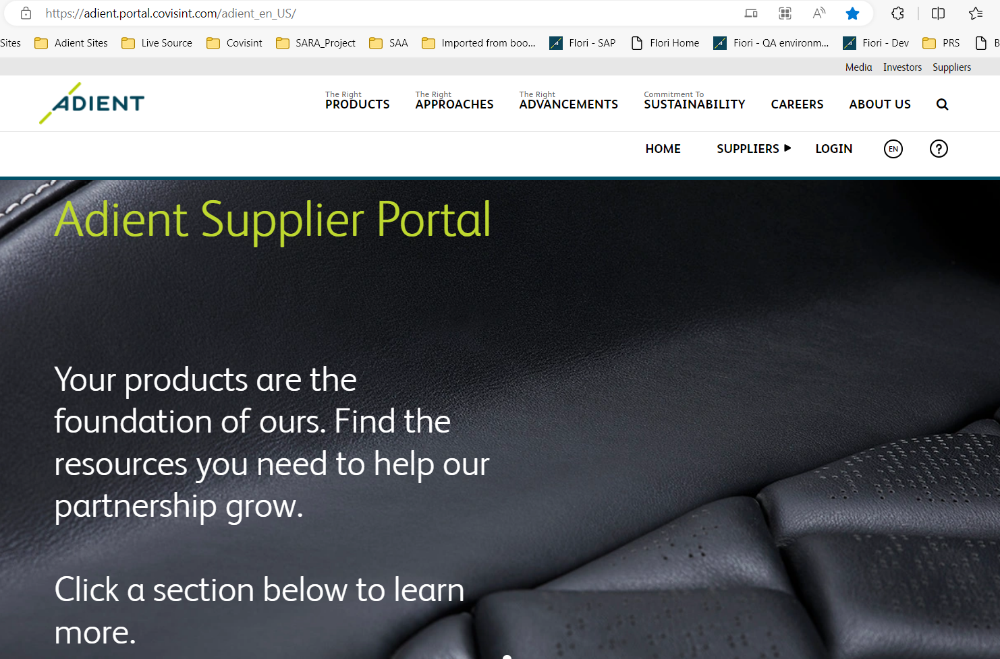 https://adient.portal.covisint.com/adient_en_US/
Sites Adient Sites Live Source Covisint SARA_Project SAA Imported from boo... FIori - SAP FIori Home Fiori - QA environm... Fiori - Dev PRS B
Media Investors Suppliers
ADIENT
The Right The Right The Right Commitment To
PRODUCTS APPROACHES ADVANCEMENTS SUSTAINABILITY CAREERS ABOUT US
HOME SUPPLIERS LOGIN EN ?
Adient Supplier Portal
Your products are the
foundation of ours. Find the
resources you need to help our
partnership grow.
Click a section below to learn
more.